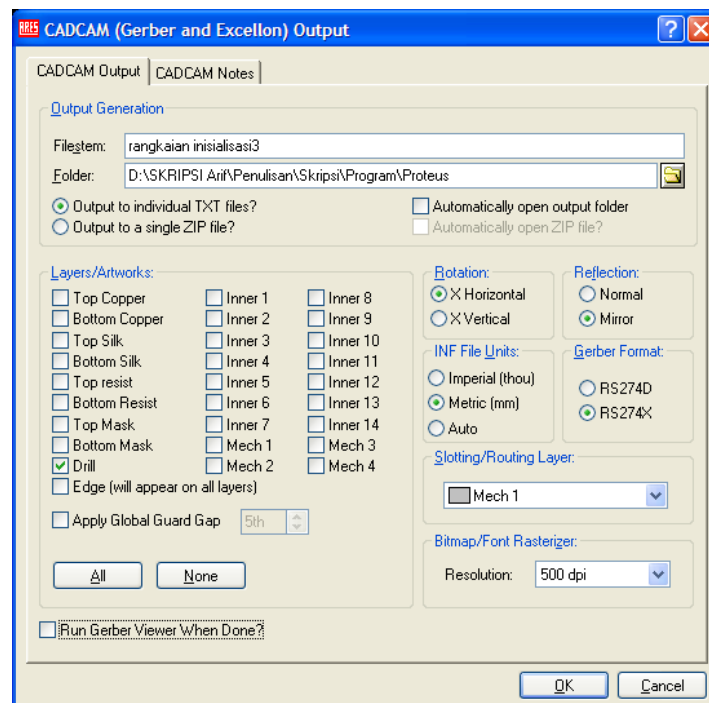 ARES CADCAM (Gerber and Excellon) Output
CADCAM Output CADCAM Notes
Output Generation
Filestem: rangkaian inisialisasi3
Folder: D:\SKRIPSI Arif\Penulisan\Skripsi\Program\Proteus
Output to individual TXT files? Automatically open output folder
Output to a single ZIP file? Automatically open ZIP file?
Layers/Artworks:
Top Copper Inner 1 Inner 8
Bottom Copper Inner 2 Inner 9
Top Silk Inner 3 Inner 10
Bottom Silk Inner 4 Inner 11
Top resist Inner 5 Inner 12
Bottom Resist Inner 6 Inner 13
Top Mask Inner 7 Inner 14
Bottom Mask Mech 1 Mech 3
Drill Mech 2 Mech 4
Edge (will appear on all layers)
Apply Global Guard Gap 5th
All None
Rotation: Reflection:
X Horizontal Normal
X Vertical Mirror
INF File Units: Gerber Format:
Imperial (thou) RS274D
Metric (mm) RS274X
Auto
Slotting/Routing Layer:
Mech 1
Bitmap/Font Rasterizer:
Resolution: 500 dpi
Run Gerber Viewer When Done?
OK Cancel